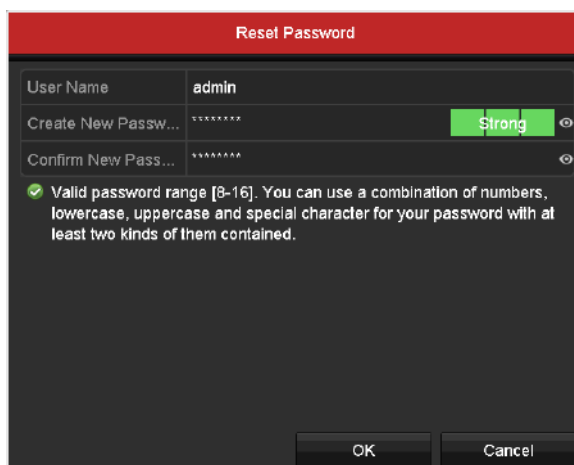 Reset Password
User Name admin
Create New Passw... ******** Strong
Confirm New Pass... ********
Valid password range [8-16]. You can use a combination of numbers,
lowercase, uppercase and special character for your password with at
least two kinds of them contained.
OK Cancel